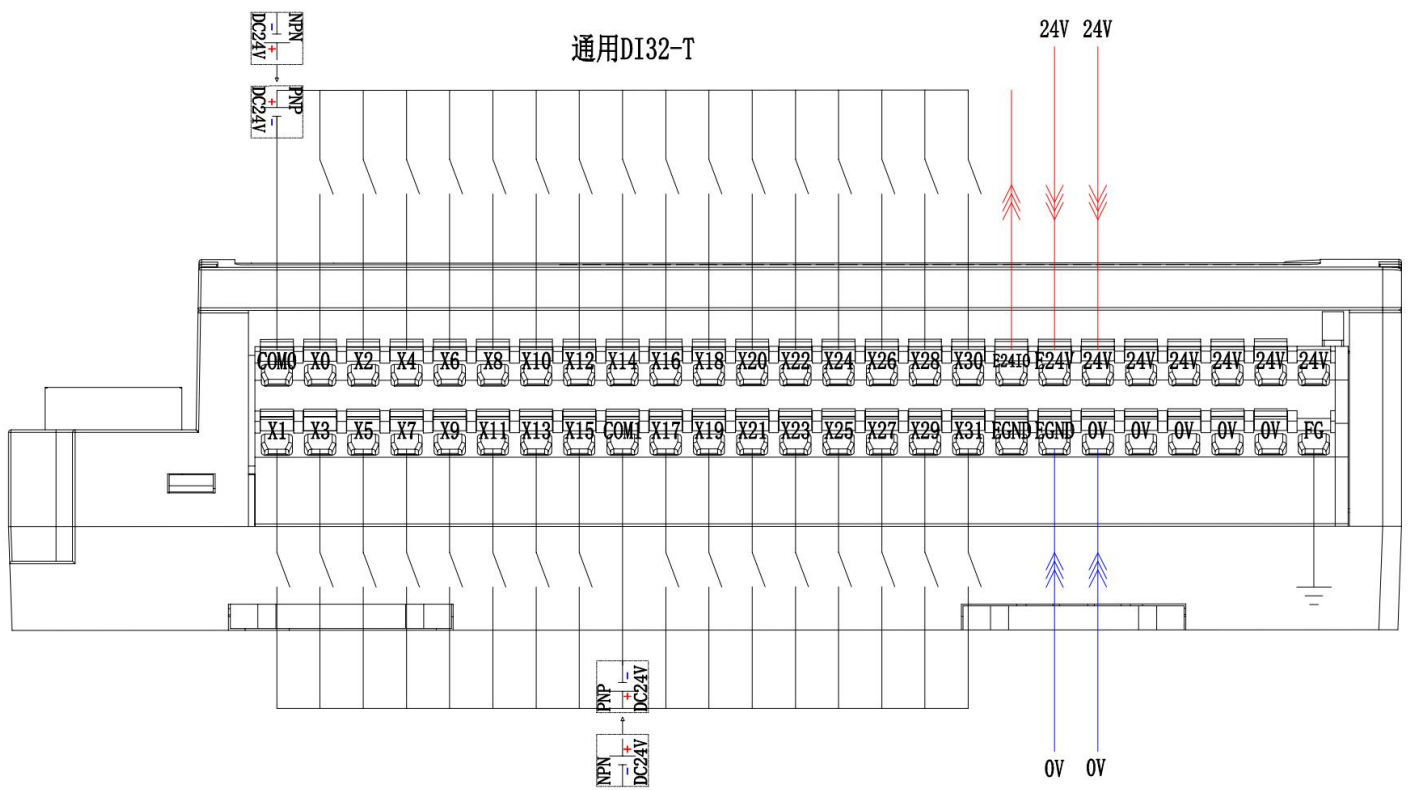 NPN
DC24V
- +
PNP
DC24V
+ -
通用DI32-T
24V 24V
COM0 X0 X2 X4 X6 X8 X10 X12 X14 X16 X18 X20 X22 X24 X26 X28 X30 E24IO E24V 24V 24V 24V 24V 24V 24V
X1 X3 X5 X7 X9 X11 X13 X15 COM1 X17 X19 X21 X23 X25 X27 X29 X31 EGND EGND 0V 0V 0V 0V 0V FG
PNP
- +
DC24V
NPN
+ -
DC24V
0V 0V